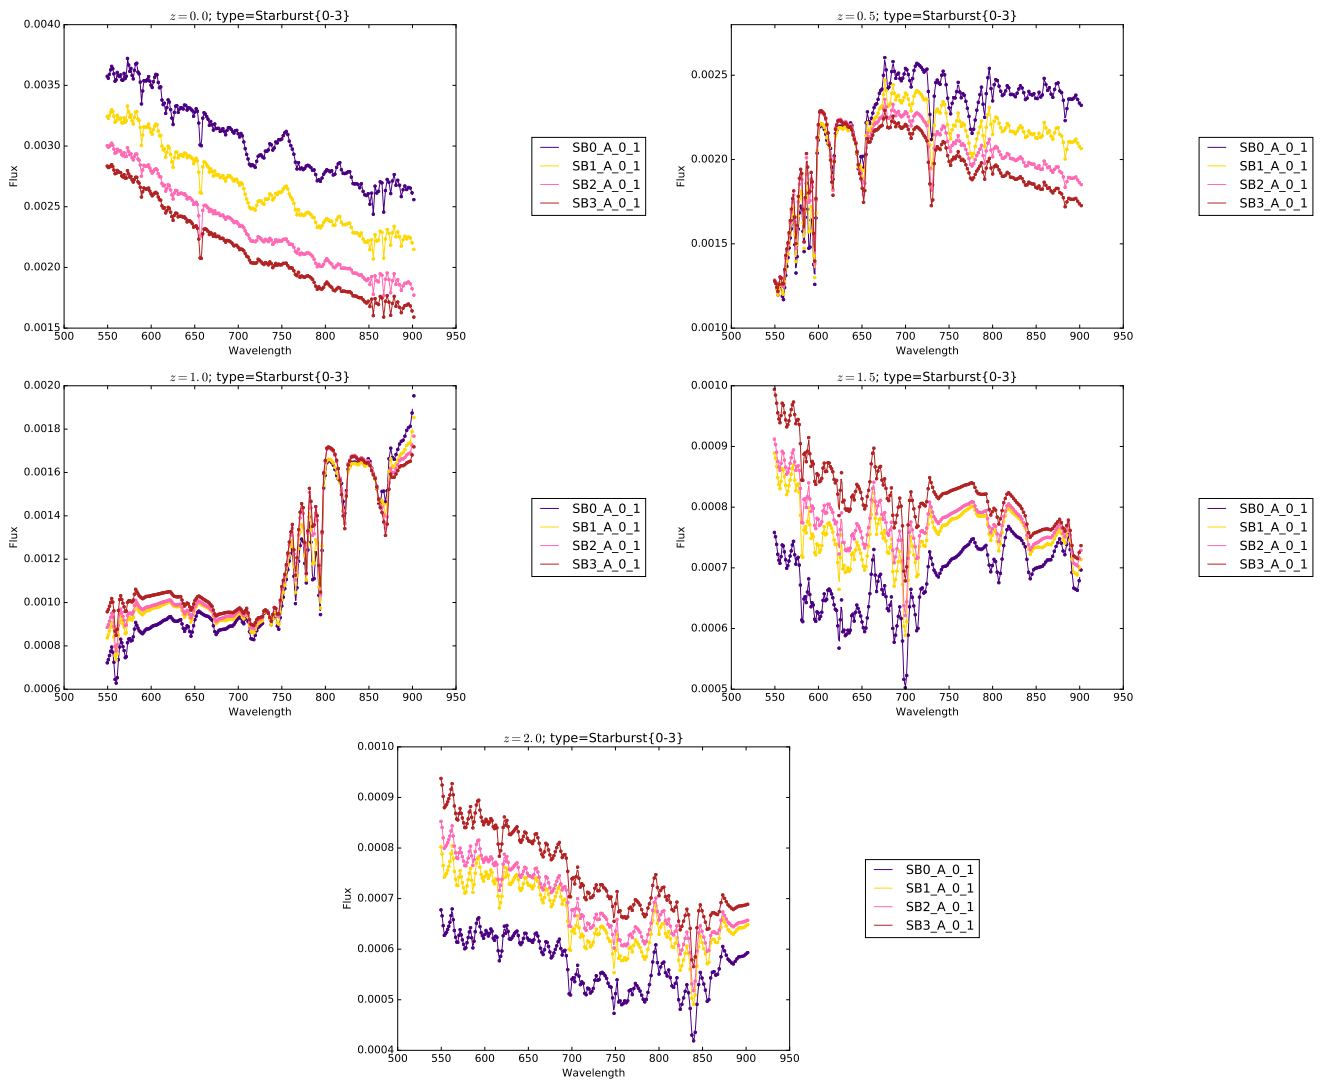 z = 0.0; type=Starburst{0-3}
0.0040
0.0035
0.0030
0.0025
0.0020
0.0015
Flux
500 550 600 650 700 750 800 850 900 950
Wavelength
SB0_A_0_1
SB1_A_0_1
SB2_A_0_1
SB3_A_0_1
z = 0.5; type=Starburst{0-3}
0.0025
0.0020
0.0015
0.0010
Flux
500 550 600 650 700 750 800 850 900 950
Wavelength
SB0_A_0_1
SB1_A_0_1
SB2_A_0_1
SB3_A_0_1
z = 1.0; type=Starburst{0-3}
0.0020
0.0018
0.0016
0.0014
0.0012
0.0010
0.0008
0.0006
Flux
500 550 600 650 700 750 800 850 900 950
Wavelength
SB0_A_0_1
SB1_A_0_1
SB2_A_0_1
SB3_A_0_1
z = 1.5; type=Starburst{0-3}
0.0010
0.0009
0.0008
0.0007
0.0006
0.0005
Flux
500 550 600 650 700 750 800 850 900 950
Wavelength
SB0_A_0_1
SB1_A_0_1
SB2_A_0_1
SB3_A_0_1
z = 2.0; type=Starburst{0-3}
0.0010
0.0009
0.0008
0.0007
0.0006
0.0005
0.0004
Flux
500 550 600 650 700 750 800 850 900 950
Wavelength
SB0_A_0_1
SB1_A_0_1
SB2_A_0_1
SB3_A_0_1